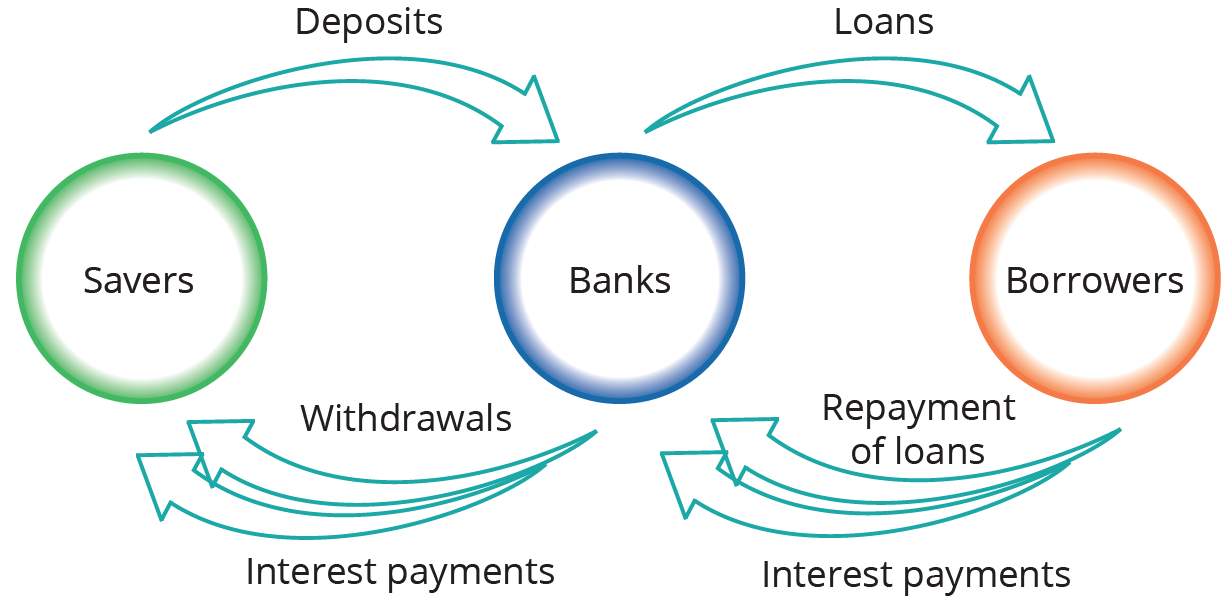 Deposits
Loans
Savers
Banks
Borrowers
Withdrawals
Repayment
of loans
Interest payments
Interest payments